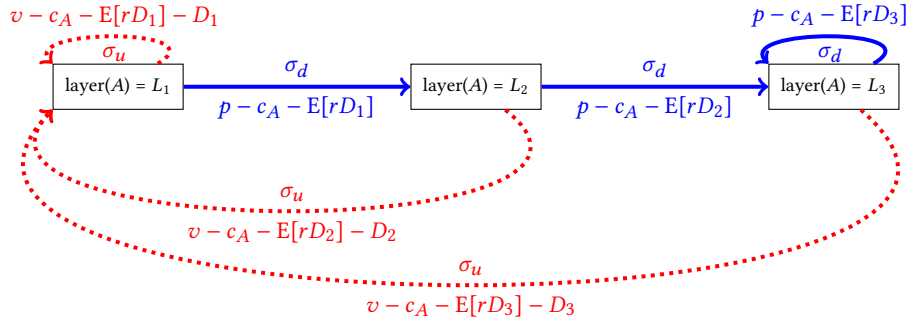 v − c_A − E[rD_1] − D_1
p − c_A − E[rD_3]
σ_u
σ_d
σ_d
σ_d
layer(A) = L_1
layer(A) = L_2
layer(A) = L_3
p − c_A − E[rD_1]
p − c_A − E[rD_2]
σ_u
v − c_A − E[rD_2] − D_2
σ_u
v − c_A − E[rD_3] − D_3